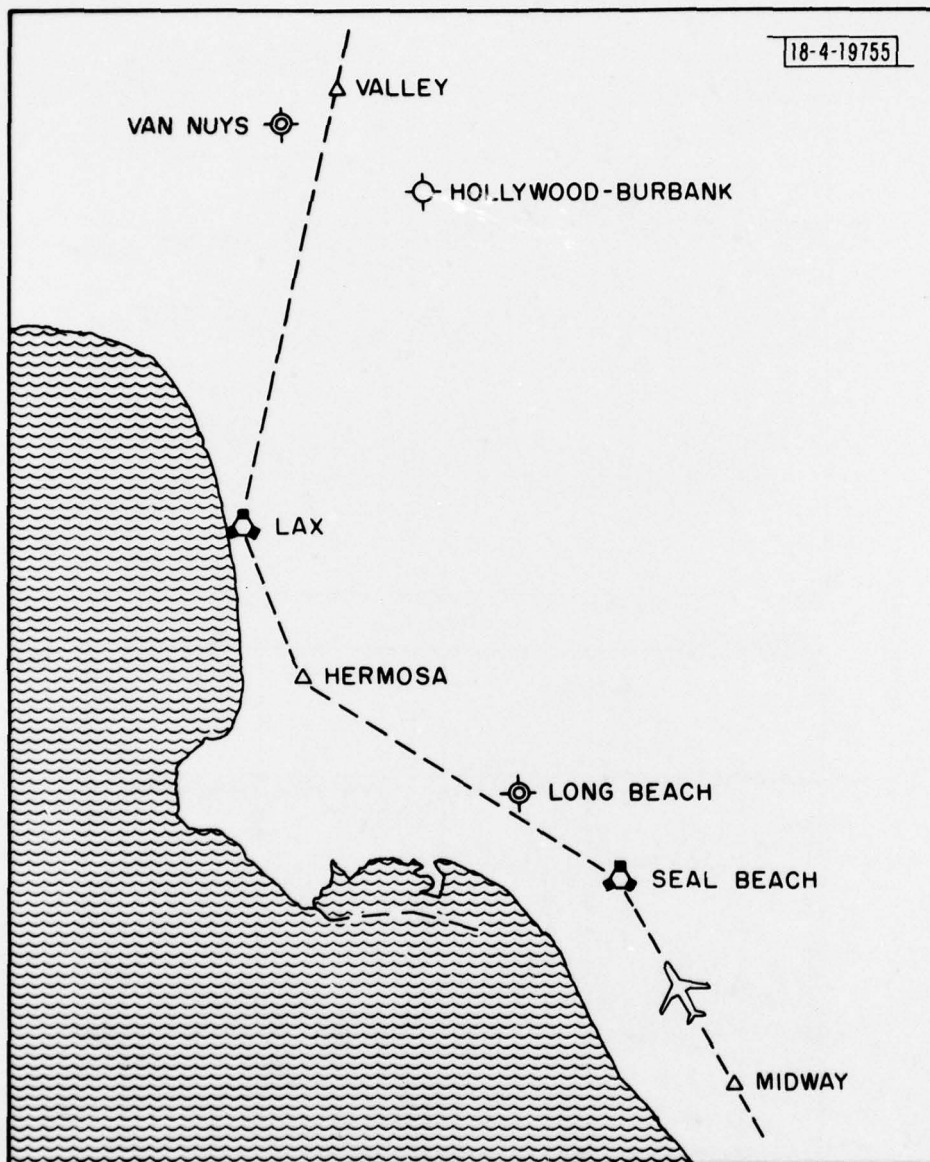 18-4-19755
VALLEY
VAN NUYS
HOLLYWOOD-BURBANK
LAX
HERMOSA
LONG BEACH
SEAL BEACH
MIDWAY